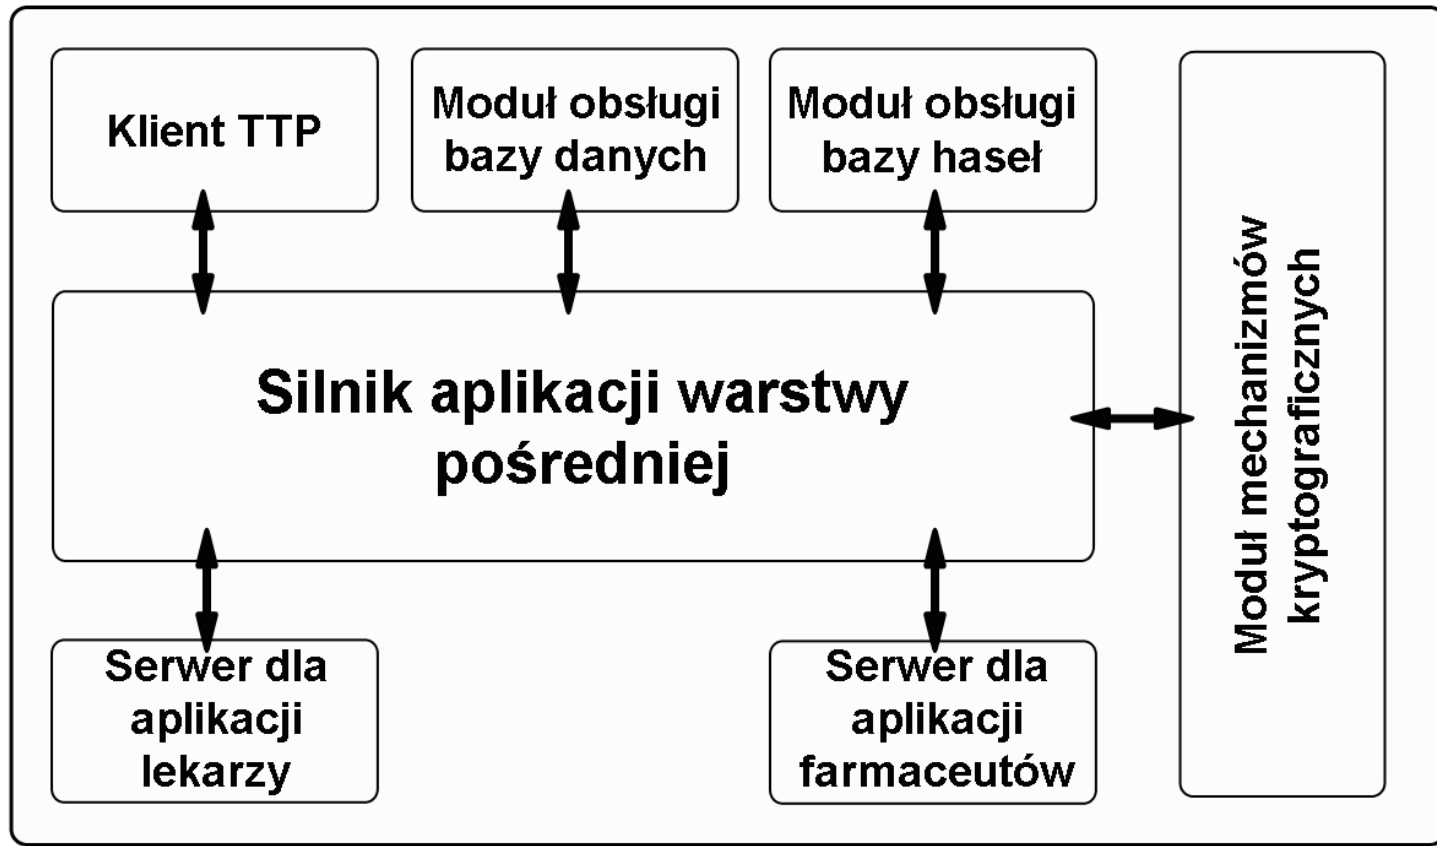 Klient TTP
Moduł obsługi
bazy danych
Moduł obsługi
bazy haseł
Silnik aplikacji warstwy
pośredniej
Moduł mechanizmów
kryptograficznych
Serwer dla
aplikacji
lekarzy
Serwer dla
aplikacji
farmaceutów